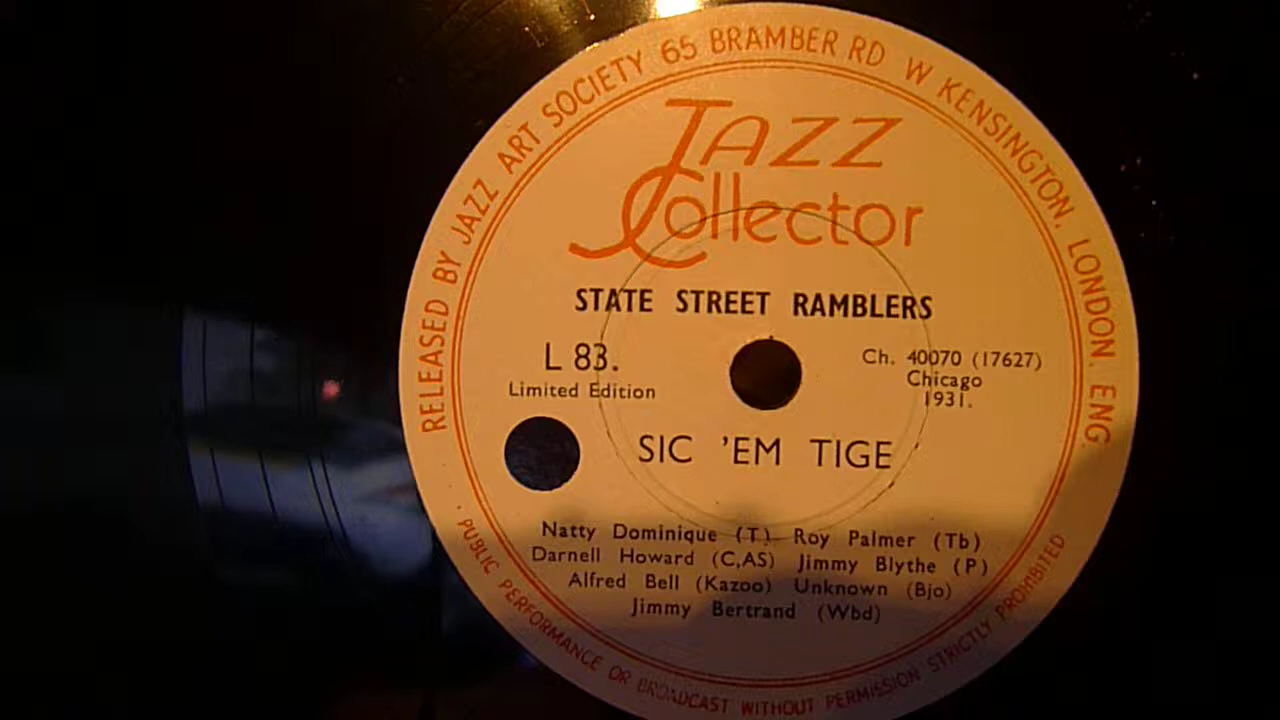 RELEASED BY JAZZ ART SOCIETY 65 BRAMBER RD W KENSINGTON. LONDON. ENG
Jazz
Collector
STATE STREET RAMBLERS
L 83.
Limited Edition
Ch. 40070 (17627)
Chicago
1931.
SIC 'EM TIGE
Natty Dominique (T) Roy Palmer (Tb)
Darnell Howard (C,AS) Jimmy Blythe (P)
Alfred Bell (Kazoo) Unknown (Bjo)
Jimmy Bertrand (Wbd)
. PUBLIC PERFORMANCE OR BROADCAST WITHOUT PERMISSION STRICTLY PROHIBITED